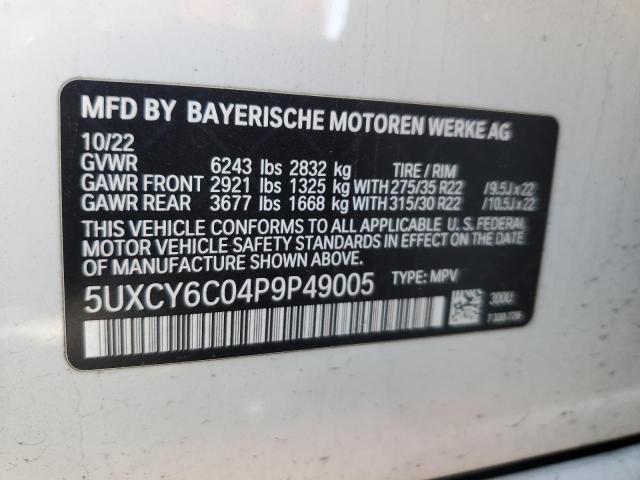 MFD BY BAYERISCHE MOTOREN WERKE AG
10/22
GVWR 6243 lbs 2832 kg TIRE / RIM
GAWR FRONT 2921 lbs 1325 kg WITH 275/35 R22 /9.5J x 22
GAWR REAR 3677 lbs 1668 kg WITH 315/30 R22 /10.5J x 22
THIS VEHICLE CONFORMS TO ALL APPLICABLE U. S. FEDERAL
MOTOR VEHICLE SAFETY STANDARDS IN EFFECT ON THE DATE
OF MANUFACTURE SHOWN ABOVE.
5UXCY6C04P9P49005 TYPE: MPV
300U